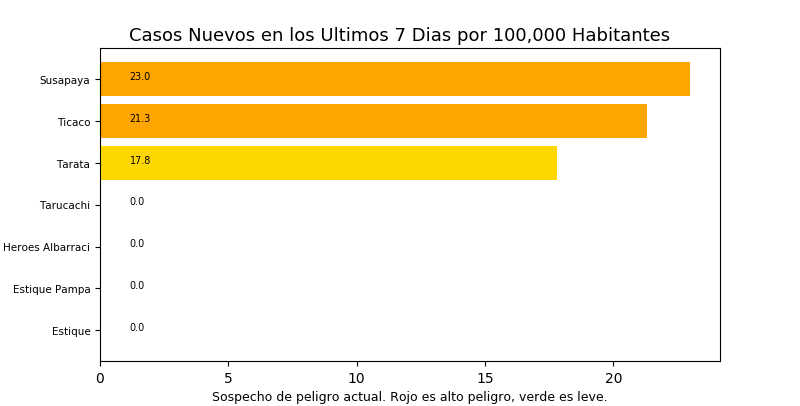 Casos Nuevos en los Ultimos 7 Dias por 100,000 Habitantes
Susapaya 23.0
Ticaco 21.3
Tarata 17.8
Tarucachi 0.0
Heroes Albarraci 0.0
Estique Pampa 0.0
Estique 0.0
0 5 10 15 20
Sospecho de peligro actual. Rojo es alto peligro, verde es leve.